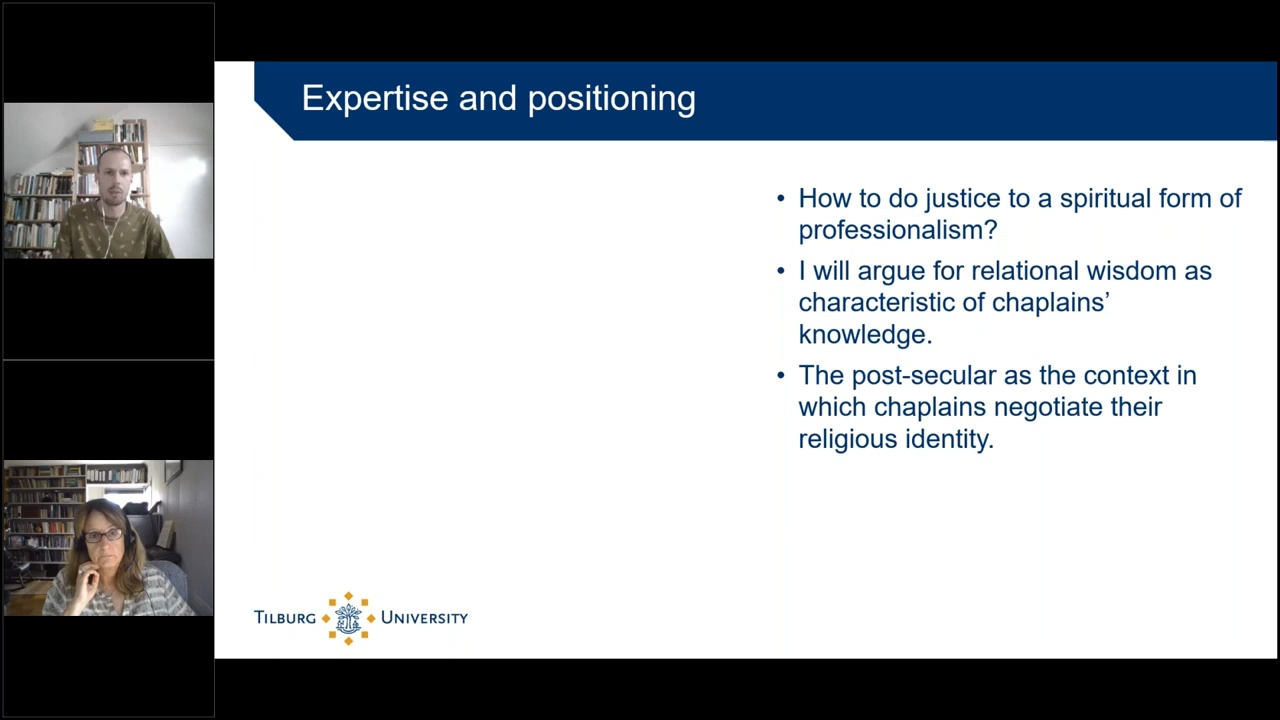 Expertise and positioning
• How to do justice to a spiritual form of
professionalism?
• I will argue for relational wisdom as
characteristic of chaplains’
knowledge.
• The post-secular as the context in
which chaplains negotiate their
religious identity.
TILBURG UNIVERSITY